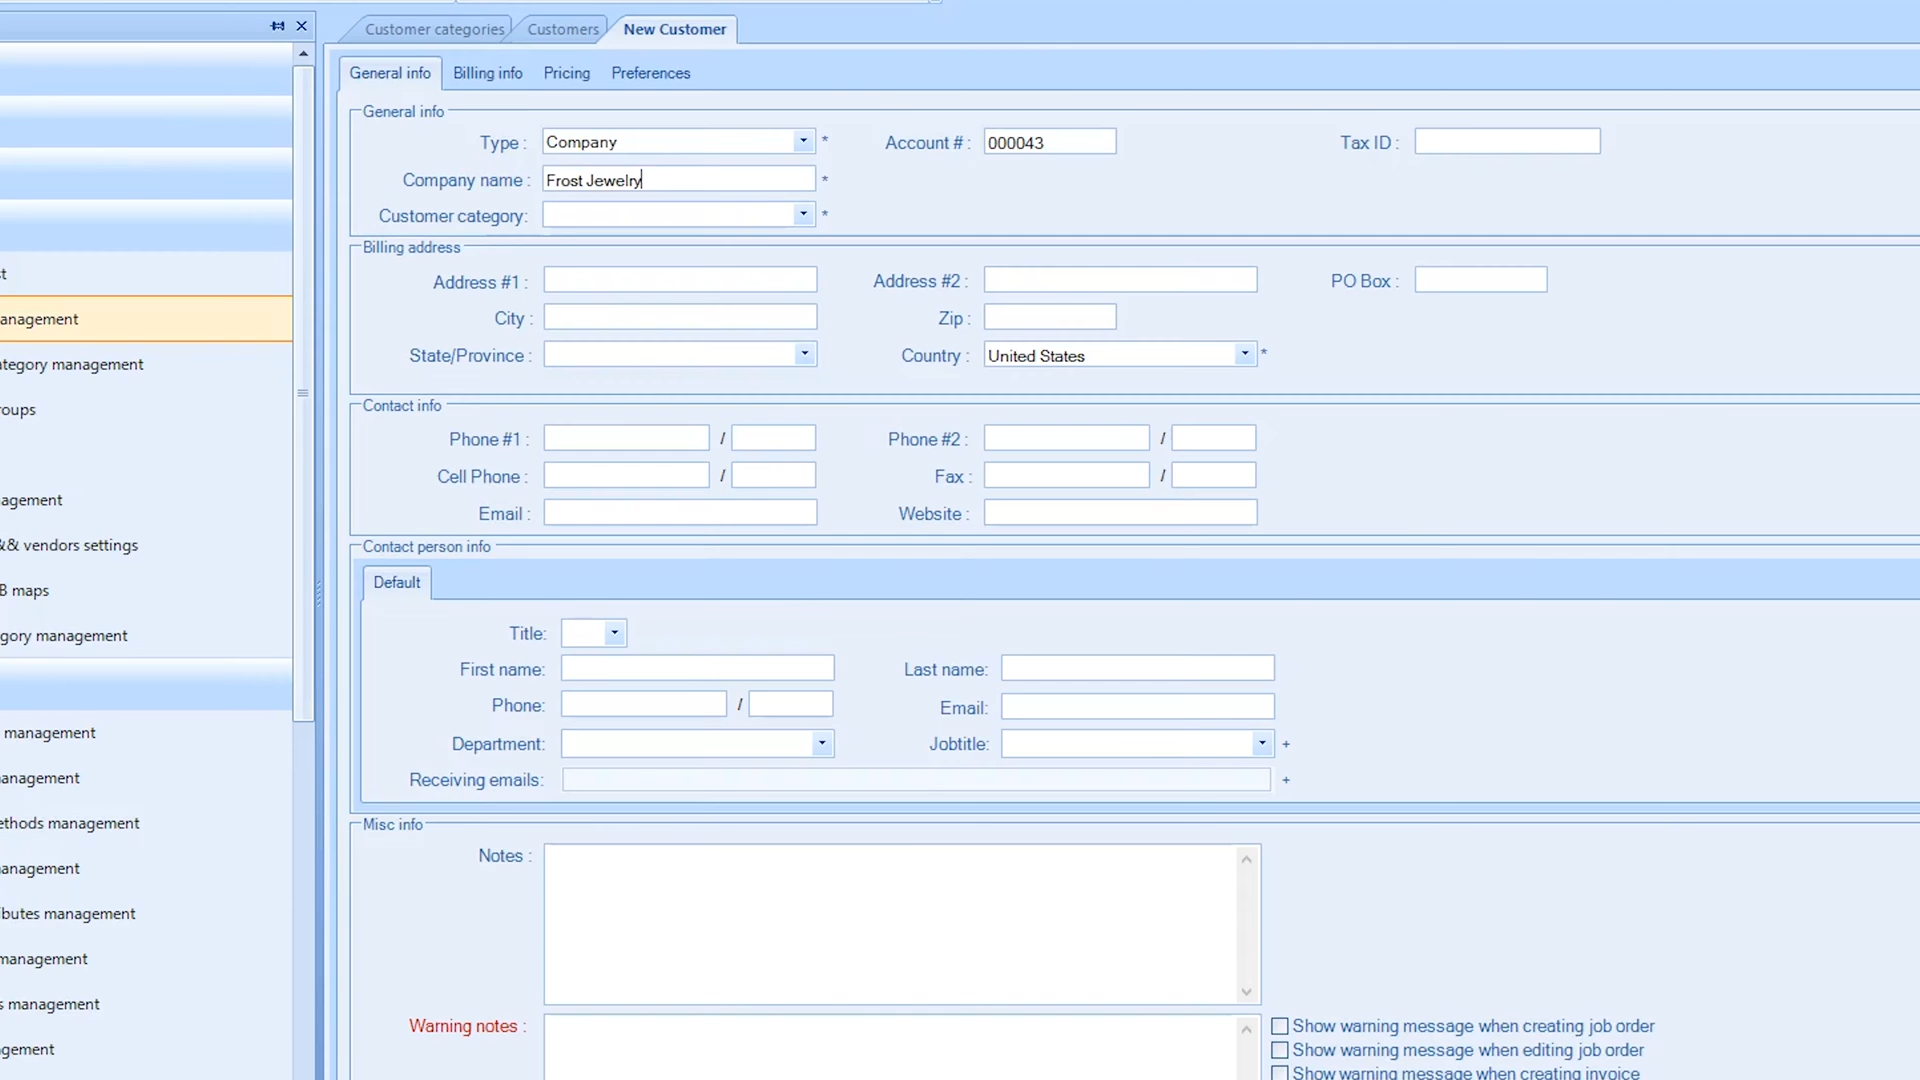 Customer categories Customers New Customer
General info Billing info Pricing Preferences
General info
Type : Company * Account # : 000043 Tax ID :
Company name : Frost Jewelry *
Customer category: *
Billing address
Address #1 : Address #2 : PO Box :
City : Zip :
State/Province : Country : United States *
Contact info
Phone #1 : / Phone #2 : /
Cell Phone : / Fax : /
Email : Website :
Contact person info
Default
Title:
First name: Last name:
Phone: / Email:
Department: Jobtitle: +
Receiving emails: +
Misc info
Notes :
Warning notes :
Show warning message when creating job order
Show warning message when editing job order
Show warning message when creating invoice
t
anagement
ategory management
roups
agement
&& vendors settings
B maps
gory management
management
anagement
ethods management
anagement
ibutes management
management
s management
gement